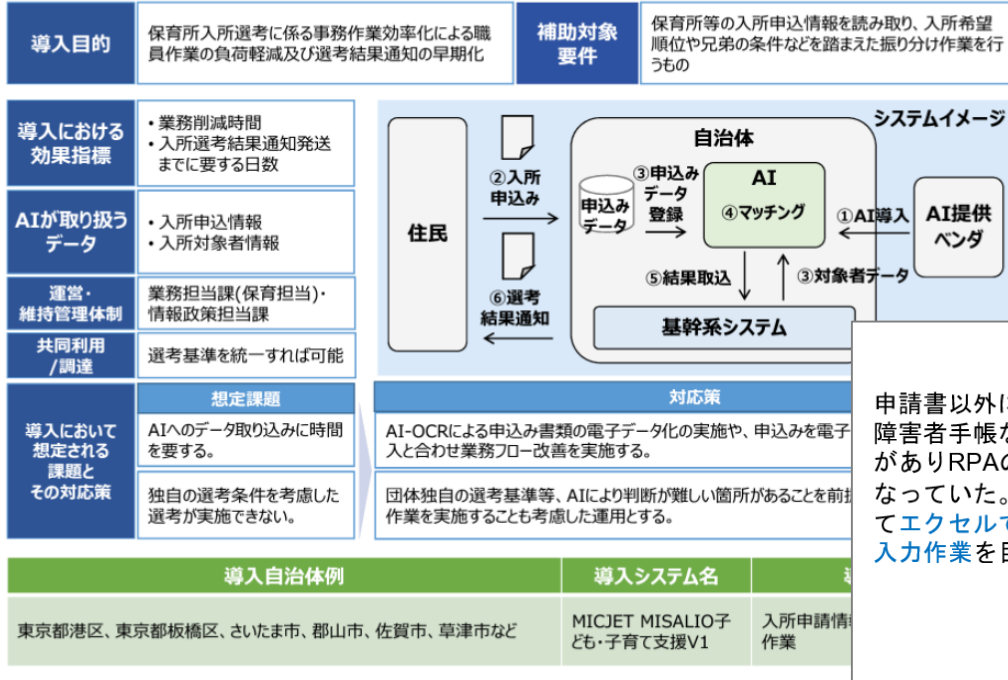 導入目的
保育所入所選考に係る事務作業効率化による職
員作業の負荷軽減及び選考結果通知の早期化
補助対象
要件
保育所等の入所申込情報を読み取り、入所希望
順位や兄弟の条件などを踏まえた振り分け作業を行
うもの
導入における
効果指標
・業務削減時間
・入所選考結果通知発送
までに要する日数
AIが取り扱う
データ
・入所申込情報
・入所対象者情報
運営・
維持管理体制
業務担当課(保育担当)・
情報政策担当課
共同利用
/調達
選考基準を統一すれば可能
システムイメージ
住民
②入所
申込み
⑥選考
結果通知
自治体
申込み
データ
③申込み
データ
登録
AI
④マッチング
①AI導入
AI提供
ベンダ
⑤結果取込
③対象者データ
基幹系システム
導入において
想定される
課題と
その対応策
想定課題
対応策
AIへのデータ取り込みに時間
を要する。
AI-OCRによる申込み書類の電子データ化の実施や、申込みを電子
入と合わせ業務フロー改善を実施する。
独自の選考条件を考慮した
選考が実施できない。
団体独自の選考基準等、AIにより判断が難しい箇所があることを前
作業を実施することも考慮した運用とする。
申請書以外に
障害者手帳な
がありRPAの
なっていた。
てエクセルで
入力作業を
導入自治体例
導入システム名
東京都港区、東京都板橋区、さいたま市、郡山市、佐賀市、草津市など
MICJET MISALIO子
ども・子育て支援V1
入所申請情
作業